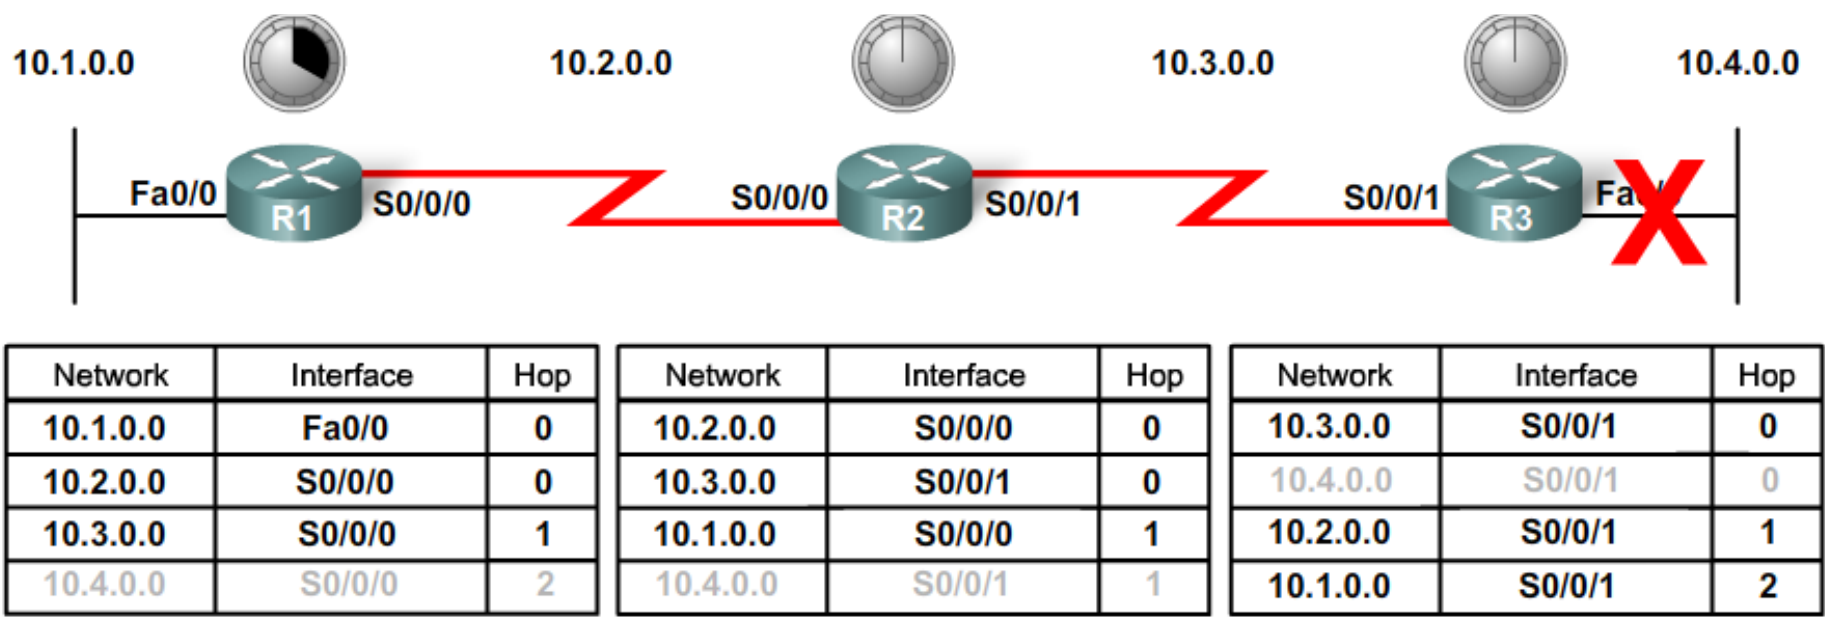 10.1.0.0 10.2.0.0 10.3.0.0 10.4.0.0
Fa0/0 R1 S0/0/0 S0/0/0 R2 S0/0/1 S0/0/1 R3
Network Interface Hop
10.1.0.0 Fa0/0 0
10.2.0.0 S0/0/0 0
10.3.0.0 S0/0/0 1
10.4.0.0 S0/0/0 2
Network Interface Hop
10.2.0.0 S0/0/0 0
10.3.0.0 S0/0/1 0
10.1.0.0 S0/0/0 1
10.4.0.0 S0/0/1 1
Network Interface Hop
10.3.0.0 S0/0/1 0
10.4.0.0 S0/0/1 0
10.2.0.0 S0/0/1 1
10.1.0.0 S0/0/1 2